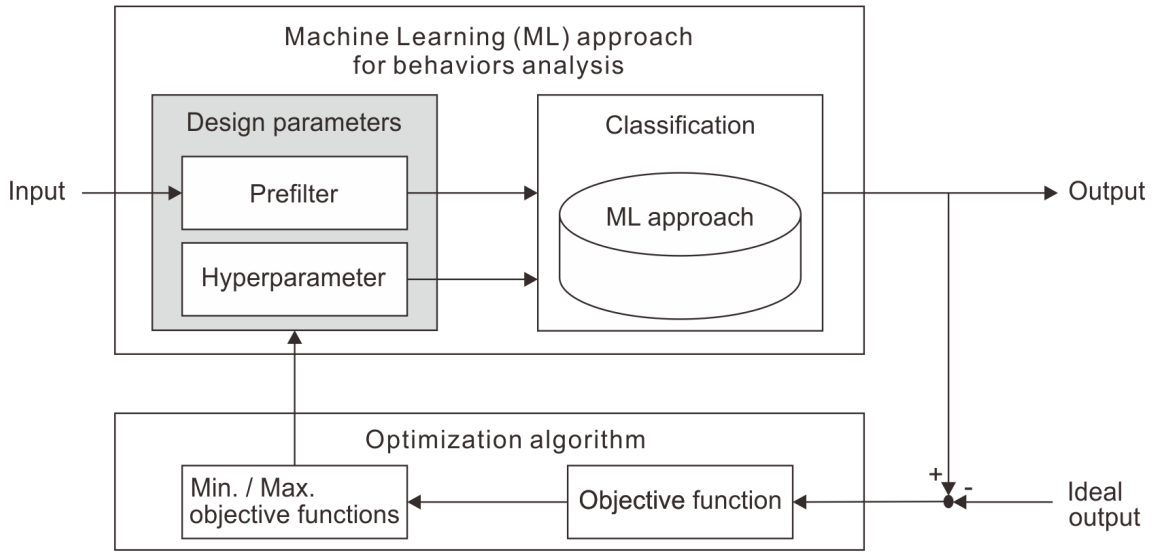 Machine Learning (ML) approach
for behaviors analysis
Design parameters
Classification
Input
Prefilter
ML approach
Output
Hyperparameter
Optimization algorithm
+
-
Min. / Max.
objective functions
Objective function
Ideal
output